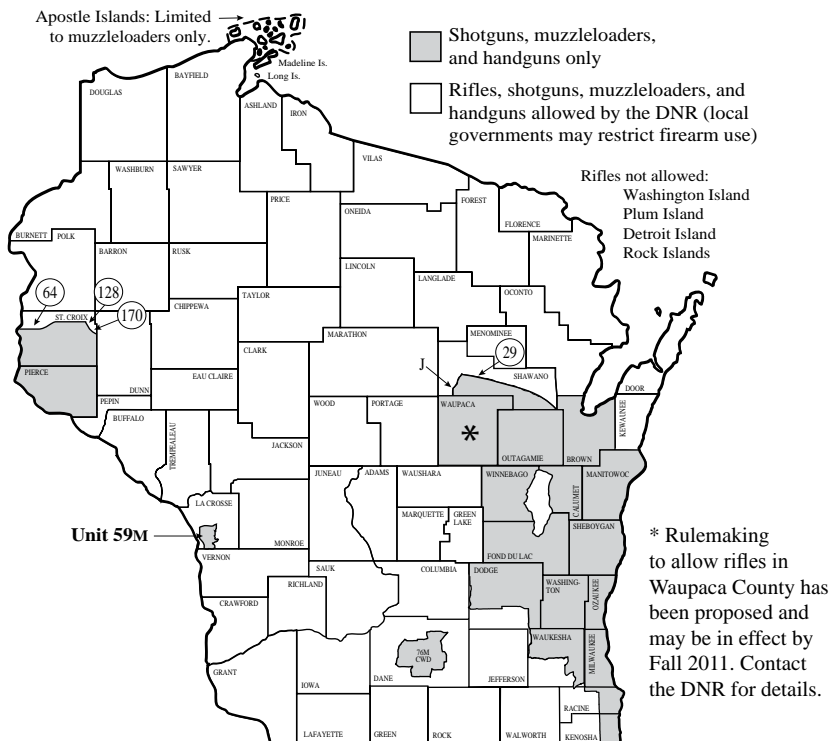 Apostle Islands: Limited
to muzzleloaders only.
Madeline Is.
Long Is.
Shotguns, muzzleloaders,
and handguns only
Rifles, shotguns, muzzleloaders, and
handguns allowed by the DNR (local
governments may restrict firearm use)
Rifles not allowed:
Washington Island
Plum Island
Detroit Island
Rock Islands
BAYFIELD
DOUGLAS
ASHLAND
IRON
VILAS
WASHBURN
SAWYER
PRICE
ONEIDA
FOREST
FLORENCE
MARINETTE
BURNETT
POLK
BARRON
RUSK
LINCOLN
LANGLADE
OCONTO
64
128
170
ST. CROIX
CHIPPEWA
TAYLOR
MARATHON
MENOMINEE
29
J
SHAWANO
CLARK
PIERCE
DUNN
EAU CLAIRE
PEPIN
BUFFALO
TREMPEALEAU
JACKSON
WOOD
PORTAGE
WAUPACA
*
OUTAGAMIE
BROWN
DOOR
KEWAUNEE
JUNEAU
ADAMS
WAUSHARA
WINNEBAGO
CALUMET
MANITOWOC
LA CROSSE
Unit 59M
MONROE
MARQUETTE
GREEN
LAKE
FOND DU LAC
SHEBOYGAN
VERNON
SAUK
COLUMBIA
DODGE
WASHING-
TON
OZAUKEE
RICHLAND
CRAWFORD
WAUKESHA
MILWAUKEE
76M
CWD
DANE
JEFFERSON
GRANT
IOWA
RACINE
LAFAYETTE
GREEN
ROCK
WALWORTH
KENOSHA
* Rulemaking
to allow rifles in
Waupaca County has
been proposed and
may be in effect by
Fall 2011. Contact
the DNR for details.